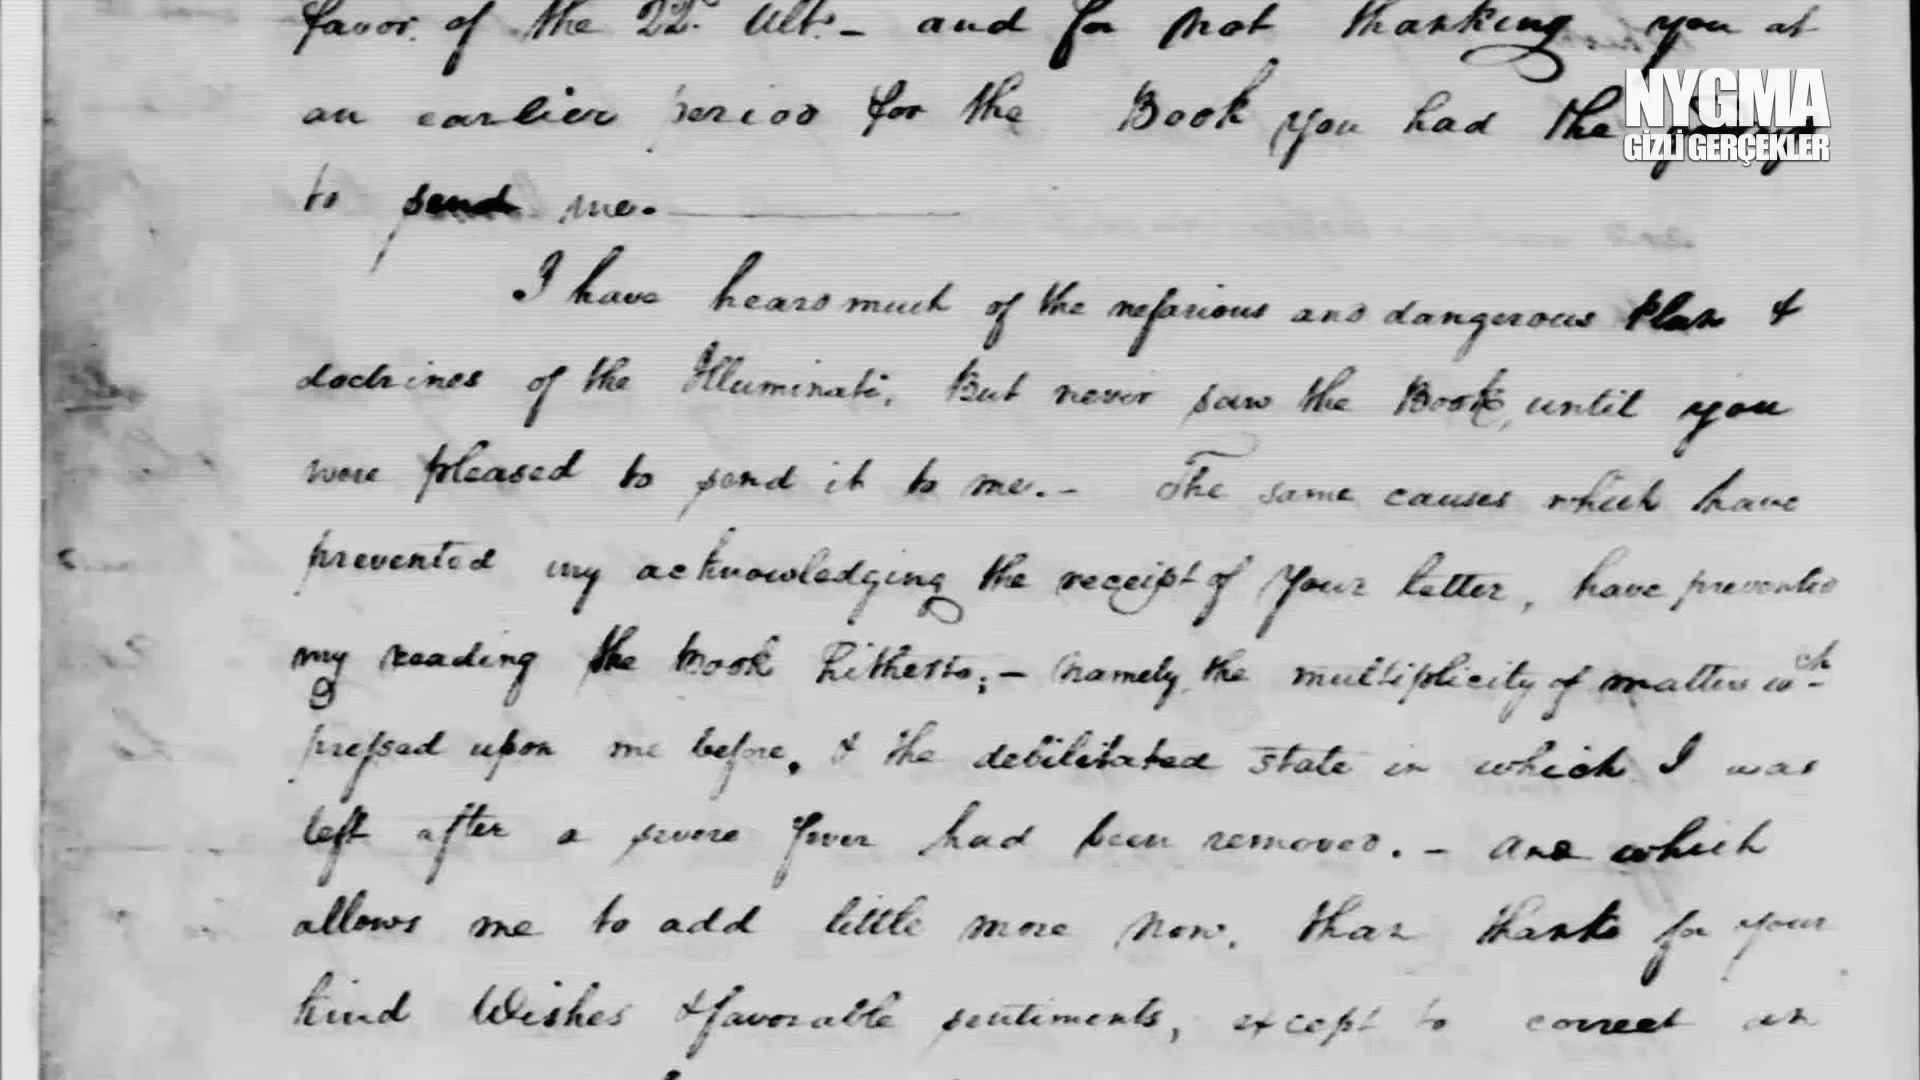 favor. of the 22d. Ulto. – and for not thanking you at
an earlier period for the Book you had the
to send me.
I have heard much of the nefarious and dangerous plan &
doctrines of the Illuminati, But never saw the Book, until you
were pleased to send it to me. – The same causes which have
prevented my acknowledging the receipt of your letter, have prevented
my reading the Book hitherto; – namely, the multiplicity of matters wch
pressed upon me before, & the debilitated state in which I was
left after a severe fever had been removed. – and which
allows me to add little more now, than thanks for your
kind Wishes & favorable sentiments, except to correct an
NYGMA
GİZLİ GERÇEKLER